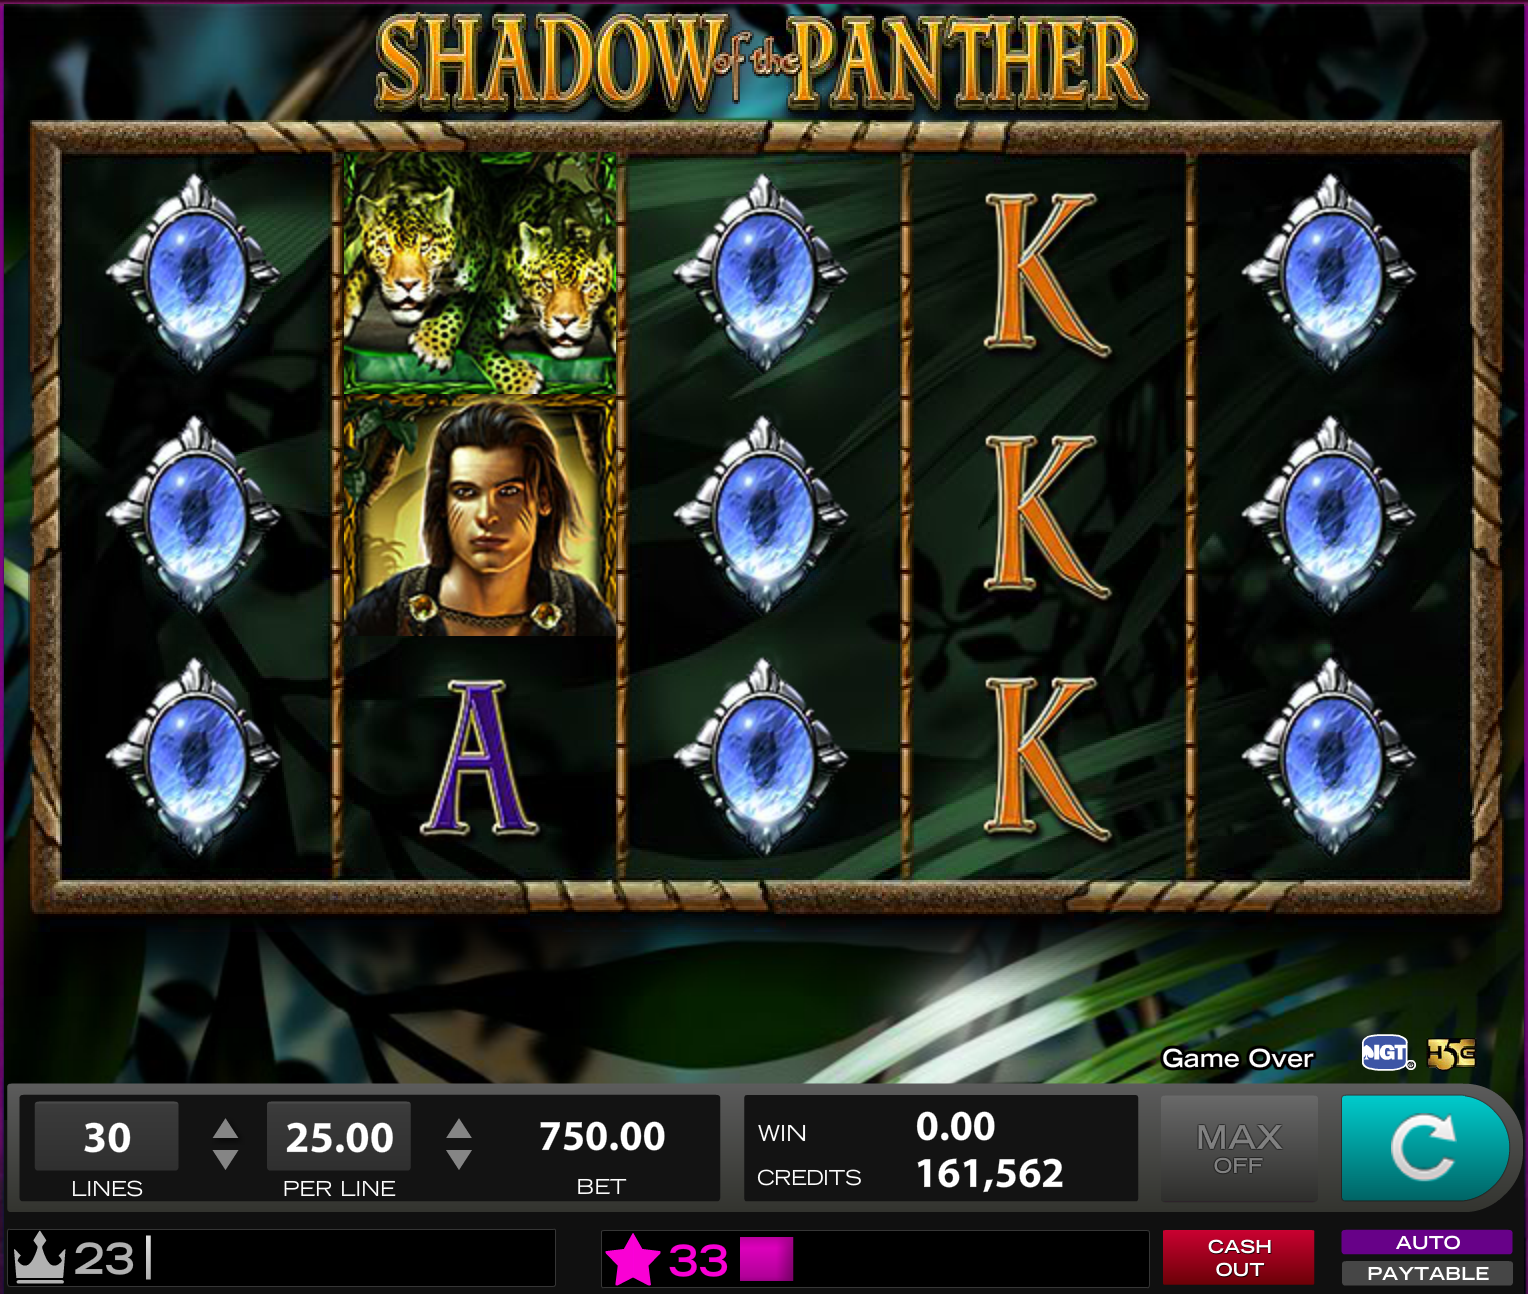 SHADOW of the PANTHER
K
K
A
K
Game Over
IGT
H5G
30
LINES
25.00
PER LINE
750.00
BET
WIN 0.00
CREDITS 161,562
MAX
OFF
23
33
CASH
OUT
AUTO
PAYTABLE